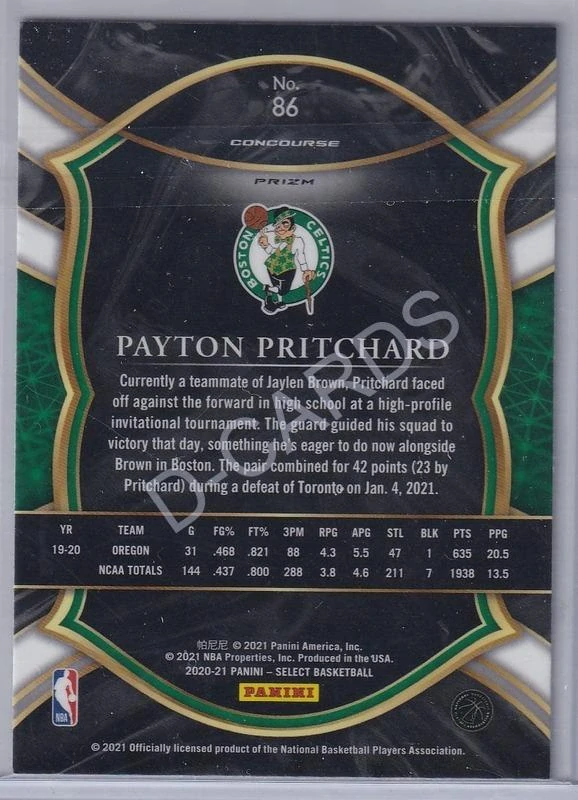 No.
86
CONCOURSE
PRIZM
BOSTON CELTICS
PAYTON PRITCHARD
Currently a teammate of Jaylen Brown, Pritchard faced
off against the forward in high school at a high-profile
invitational tournament. The guard guided his squad to
victory that day, something he's eager to do now alongside
Brown in Boston. The pair combined for 42 points (23 by
Pritchard) during a defeat of Toronto on Jan. 4, 2021.
D-CARDS
YR TEAM G FG% FT% 3PM RPG APG STL BLK PTS PPG
19-20 OREGON 31 .468 .821 88 4.3 5.5 47 1 635 20.5
NCAA TOTALS 144 .437 .800 288 3.8 4.6 211 7 1938 13.5
帕尼尼 © 2021 Panini America, Inc.
© 2021 NBA Properties, Inc. Produced in the USA.
2020-21 PANINI – SELECT BASKETBALL
PANINI
NBA
© 2021 Officially licensed product of the National Basketball Players Association.